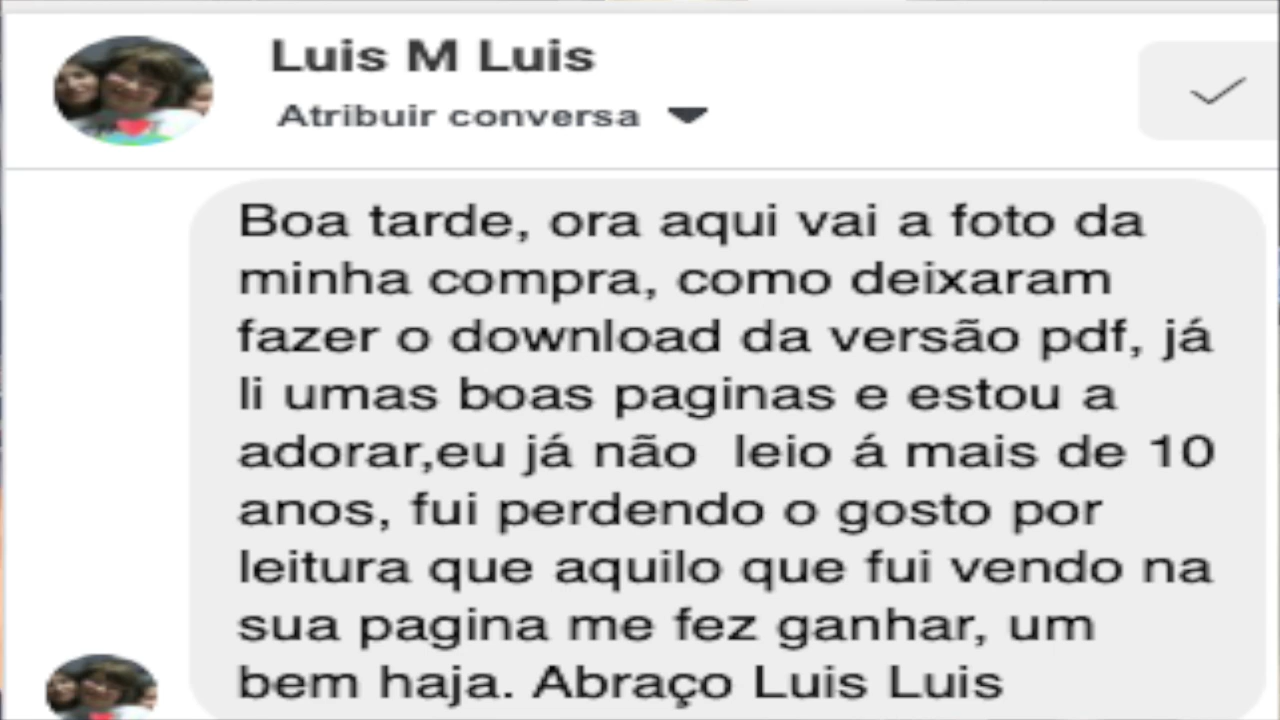 Luis M Luis
Atribuir conversa
Boa tarde, ora aqui vai a foto da
minha compra, como deixaram
fazer o download da versão pdf, já
li umas boas paginas e estou a
adorar,eu já não  leio á mais de 10
anos, fui perdendo o gosto por
leitura que aquilo que fui vendo na
sua pagina me fez ganhar, um
bem haja. Abraço Luis Luis